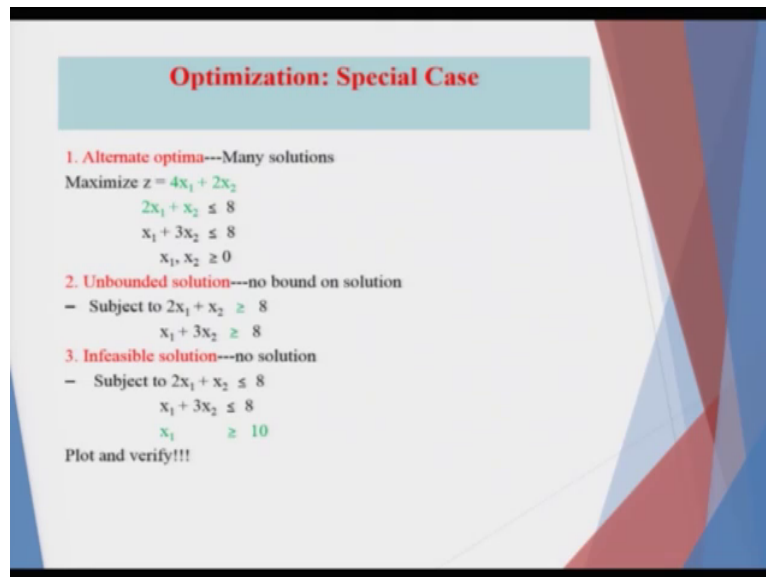 Optimization: Special Case
1. Alternate optima---Many solutions
Maximize z = 4x₁ + 2x₂
2x₁ + x₂ ≤ 8
x₁ + 3x₂ ≤ 8
x₁, x₂ ≥ 0
2. Unbounded solution---no bound on solution
– Subject to 2x₁ + x₂ ≥ 8
x₁ + 3x₂ ≥ 8
3. Infeasible solution---no solution
– Subject to 2x₁ + x₂ ≤ 8
x₁ + 3x₂ ≤ 8
x₁ ≥ 10
Plot and verify!!!